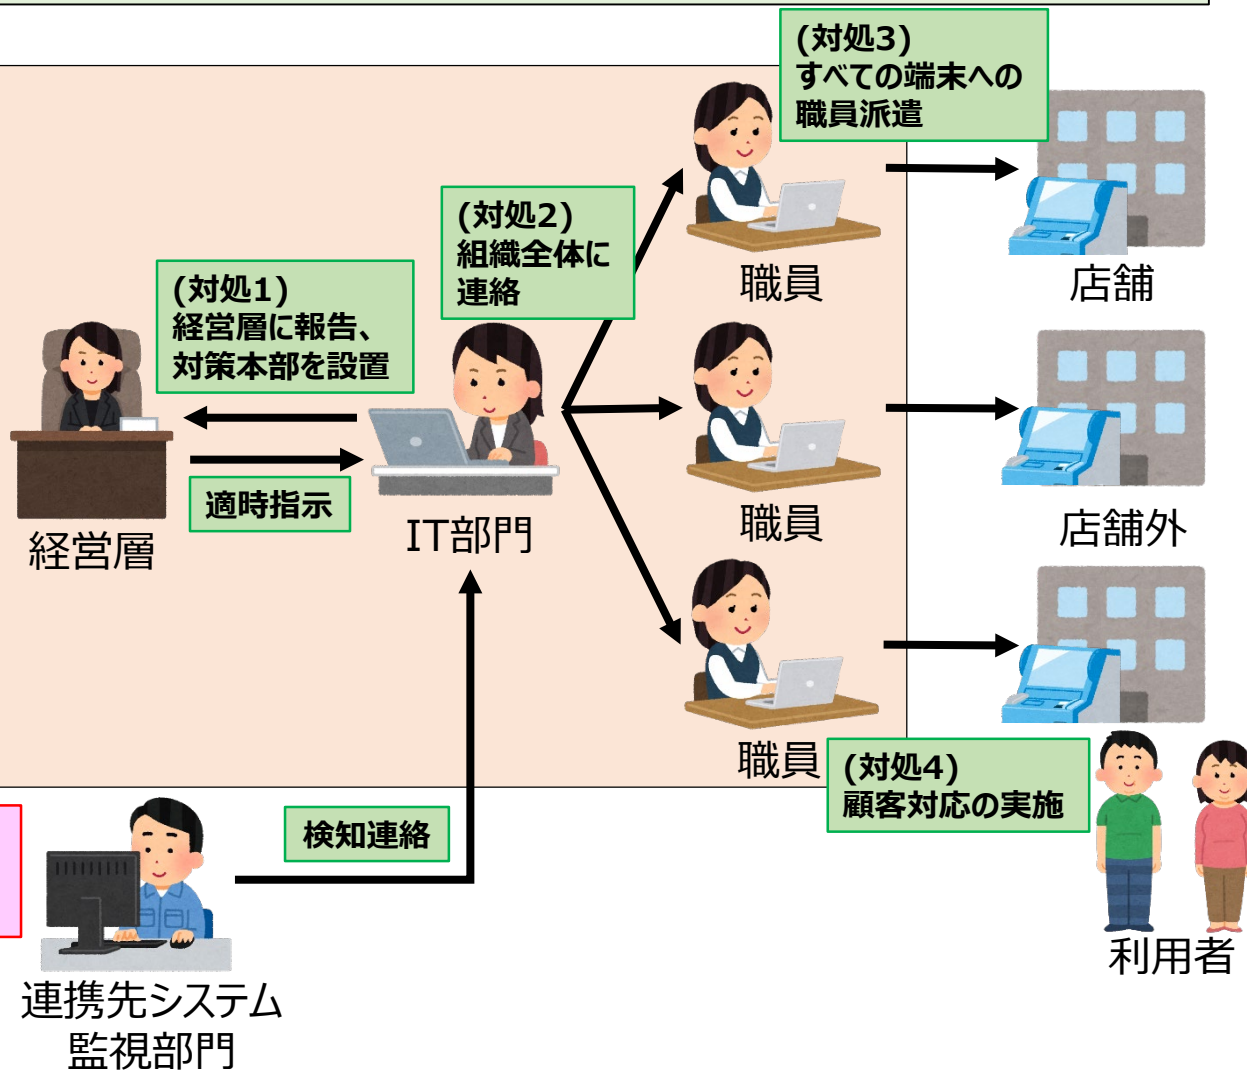 (対処3)
すべての端末への
職員派遣
(対処2)
組織全体に
連絡
(対処1)
経営層に報告、
対策本部を設置
職員
店舗
適時指示
経営層
IT部門
職員
店舗外
職員
(対処4)
顧客対応の実施
検知連絡
利用者
連携先システム
監視部門